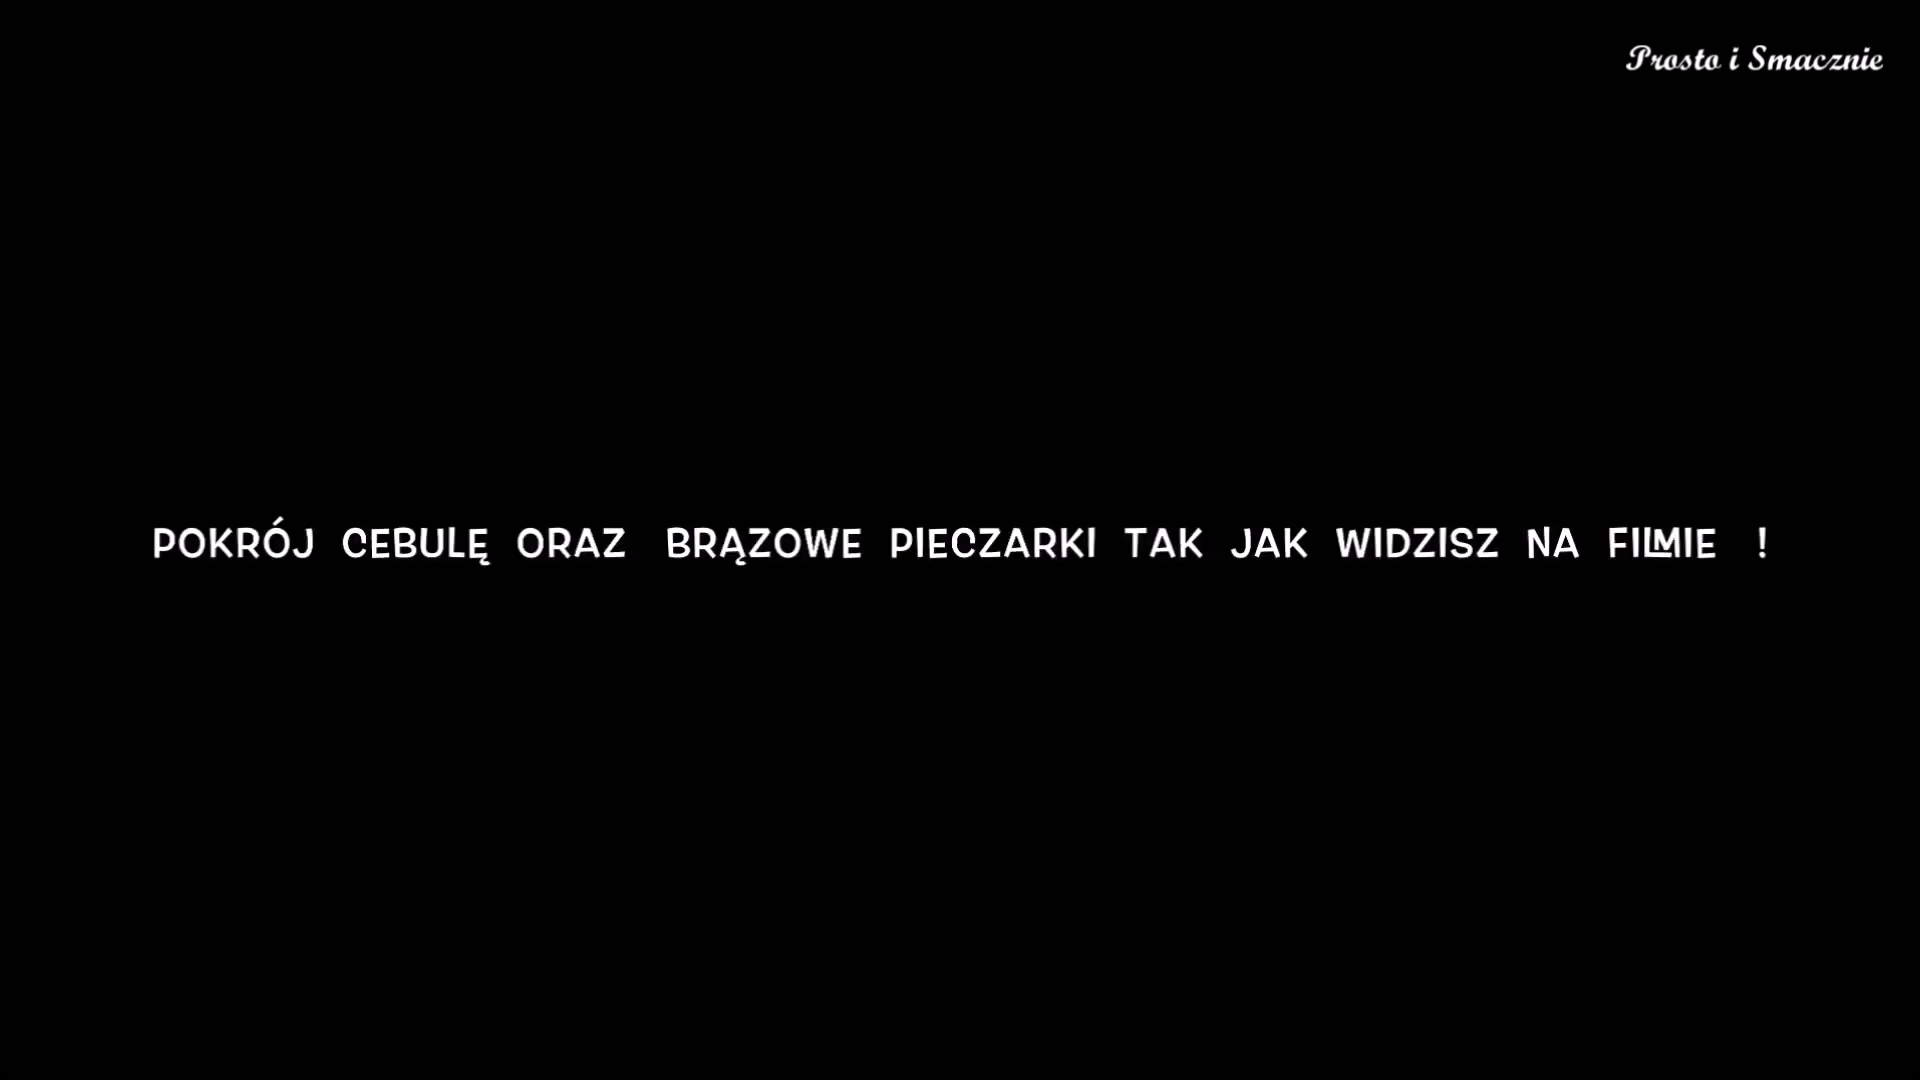 Prosto i Smacznie
POKRÓJ CEBULĘ ORAZ BRĄZOWE PIECZARKI TAK JAK WIDZISZ NA FILMIE !